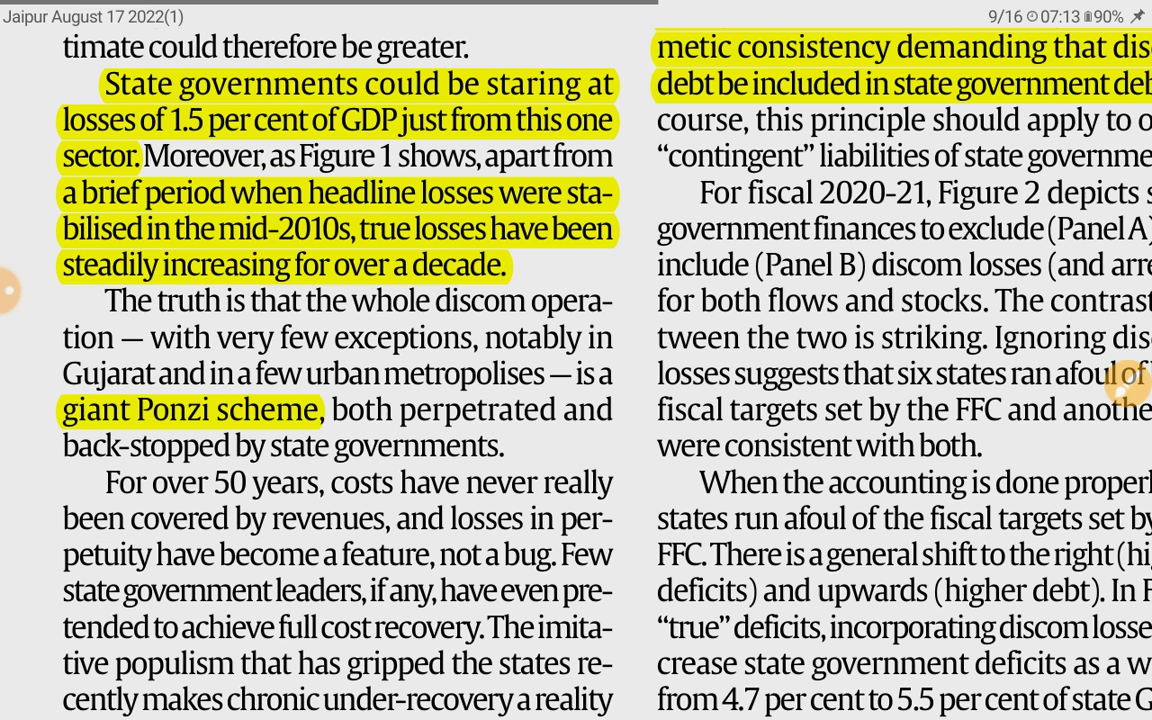 Jaipur August 17 2022(1)
9/16 07:13 90%
timate could therefore be greater.
State governments could be staring at
losses of 1.5 per cent of GDP just from this one
sector. Moreover, as Figure 1 shows, apart from
a brief period when headline losses were sta-
bilised in the mid-2010s, true losses have been
steadily increasing for over a decade.
The truth is that the whole discom opera-
tion — with very few exceptions, notably in
Gujarat and in a few urban metropolises — is a
giant Ponzi scheme, both perpetrated and
back-stopped by state governments.
For over 50 years, costs have never really
been covered by revenues, and losses in per-
petuity have become a feature, not a bug. Few
state government leaders, if any, have even pre-
tended to achieve full cost recovery. The imita-
tive populism that has gripped the states re-
cently makes chronic under-recovery a reality
metic consistency demanding that
debt be included in state government
course, this principle should apply to
“contingent” liabilities of state
For fiscal 2020-21, Figure 2 depicts
government finances to exclude (Panel A)
include (Panel B) discom losses (and
for both flows and stocks. The contrast
tween the two is striking. Ignoring
losses suggests that six states ran afoul of
fiscal targets set by the FFC and
were consistent with both.
When the accounting is done
states run afoul of the fiscal targets set by
FFC. There is a general shift to the right
deficits) and upwards (higher debt). In
“true” deficits, incorporating discom
crease state government deficits as a
from 4.7 per cent to 5.5 per cent of state